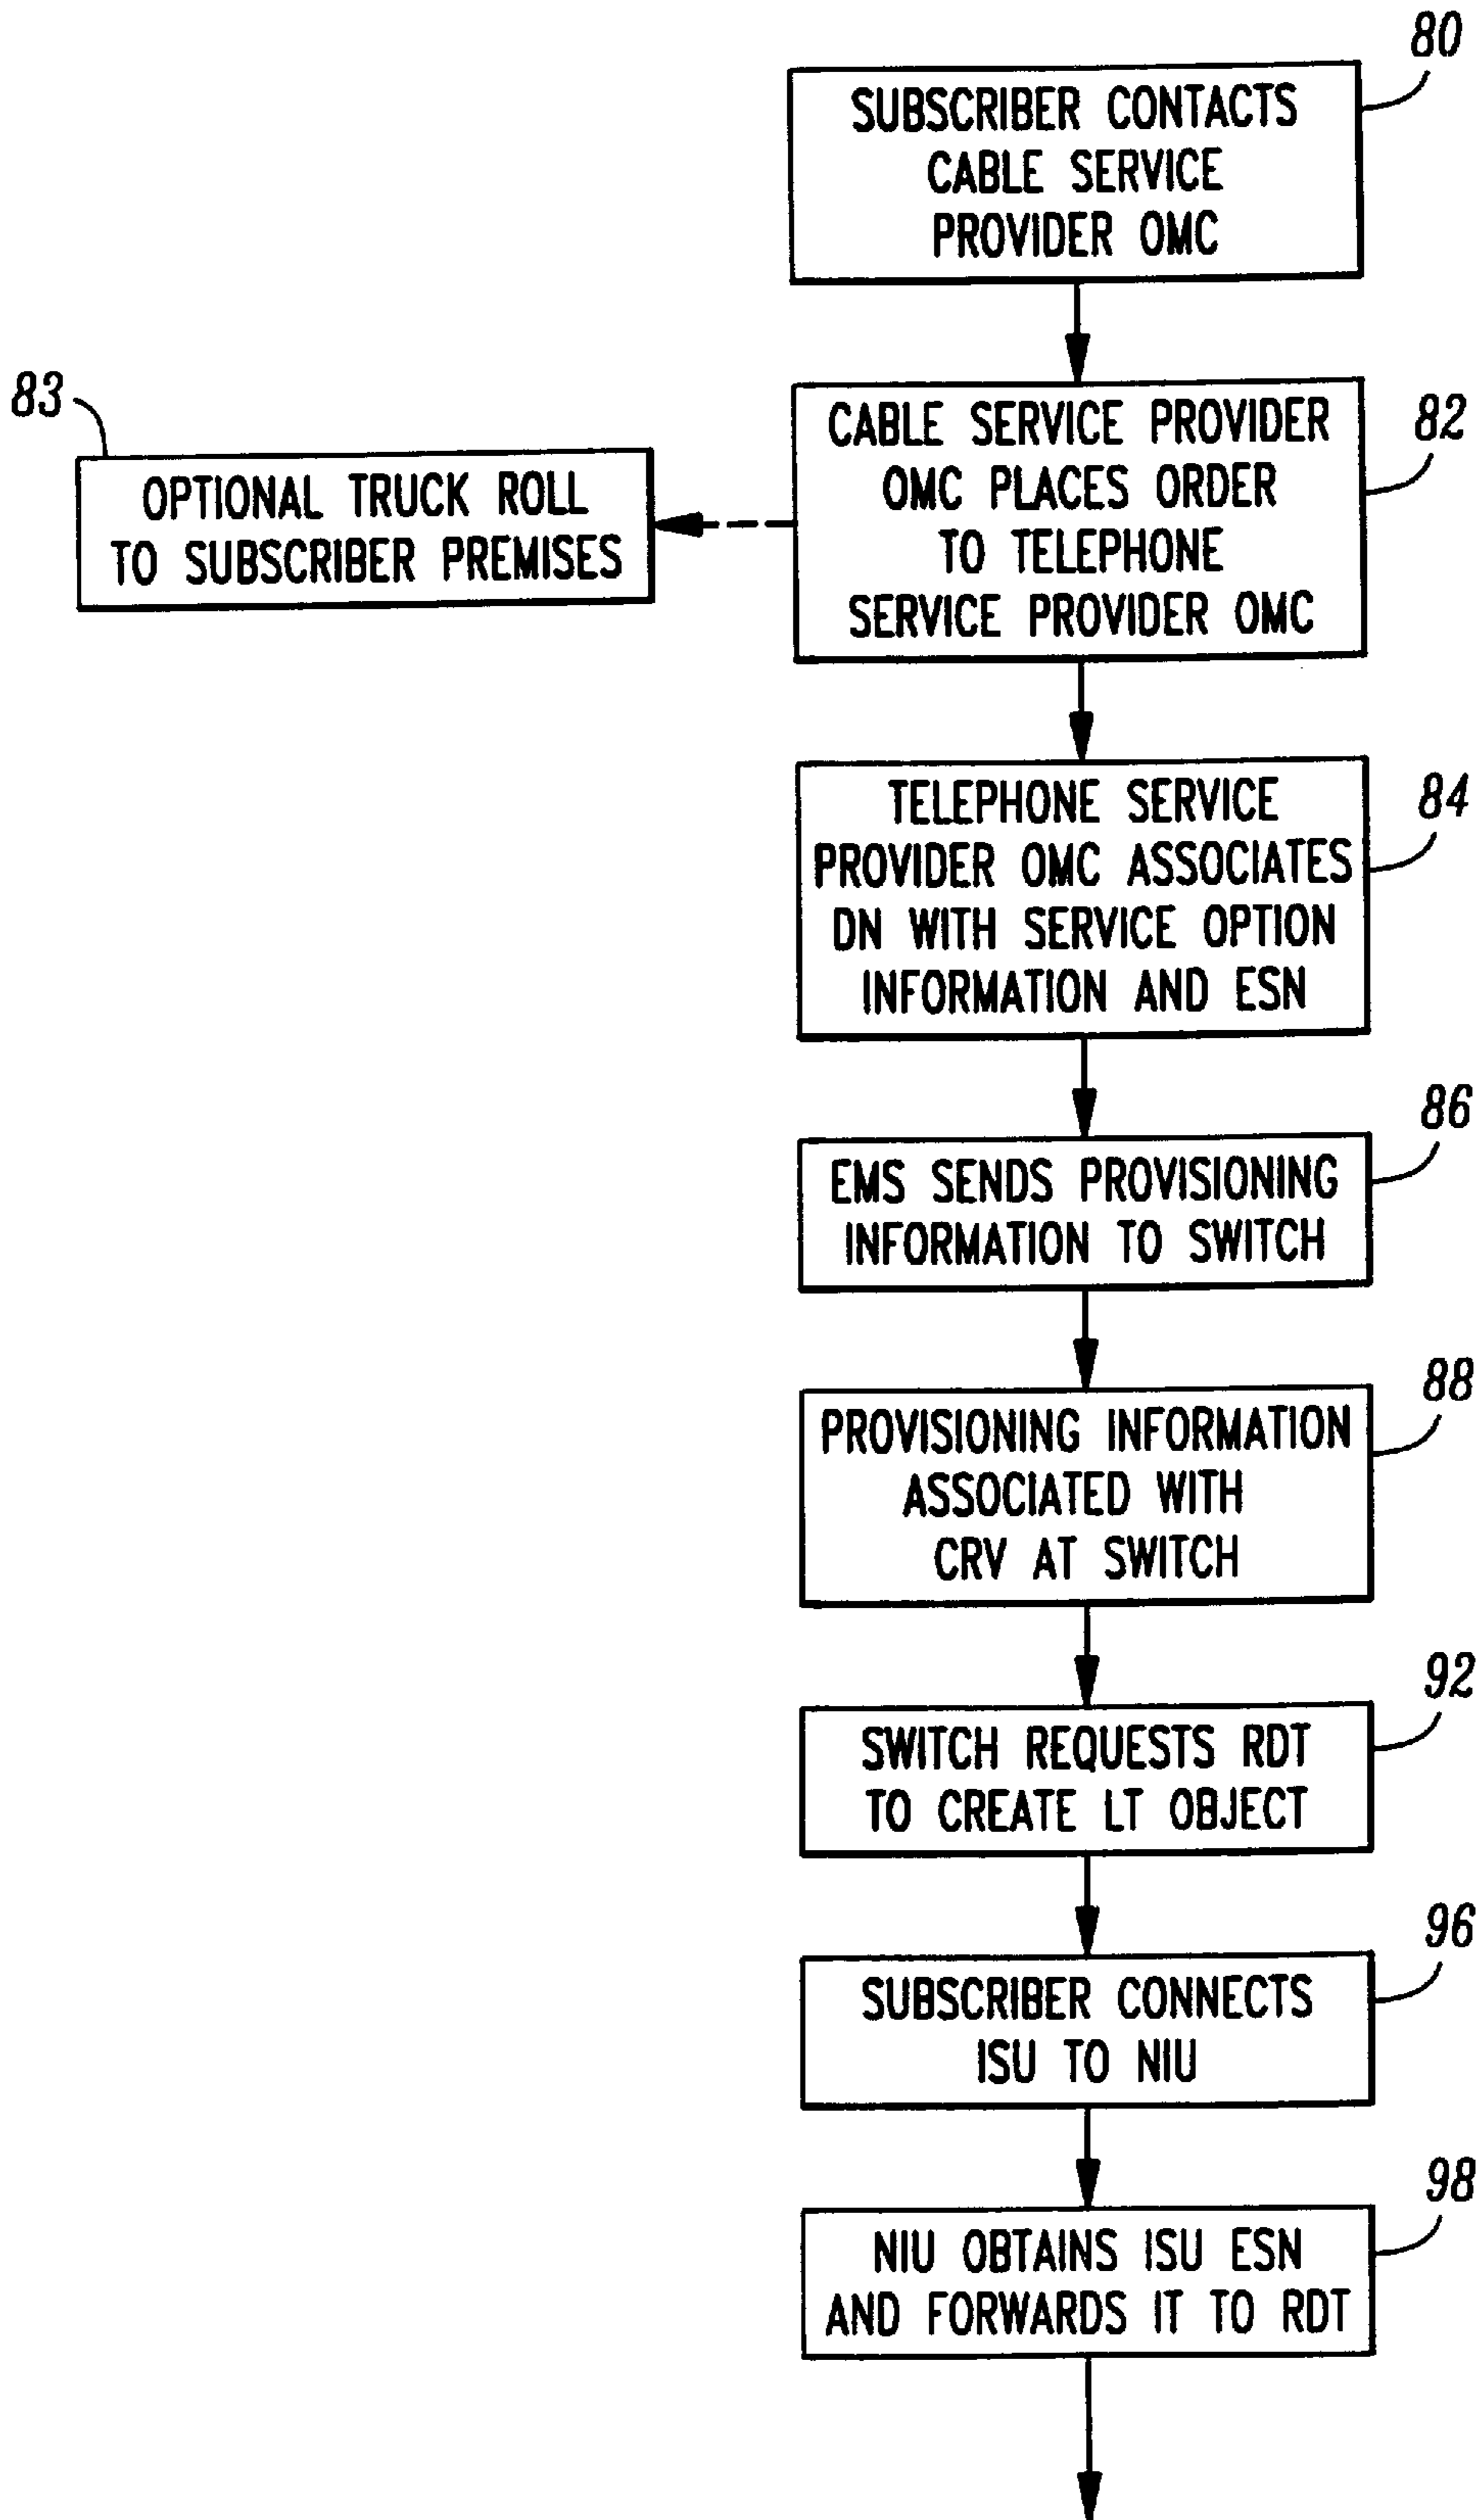 80
SUBSCRIBER CONTACTS
CABLE SERVICE
PROVIDER OMC
83
OPTIONAL TRUCK ROLL
TO SUBSCRIBER PREMISES
82
CABLE SERVICE PROVIDER
OMC PLACES ORDER
TO TELEPHONE
SERVICE PROVIDER OMC
84
TELEPHONE SERVICE
PROVIDER OMC ASSOCIATES
DN WITH SERVICE OPTION
INFORMATION AND ESN
86
EMS SENDS PROVISIONING
INFORMATION TO SWITCH
88
PROVISIONING INFORMATION
ASSOCIATED WITH
CRV AT SWITCH
92
SWITCH REQUESTS RDT
TO CREATE LT OBJECT
96
SUBSCRIBER CONNECTS
ISU TO NIU
98
NIU OBTAINS ISU ESN
AND FORWARDS IT TO RDT